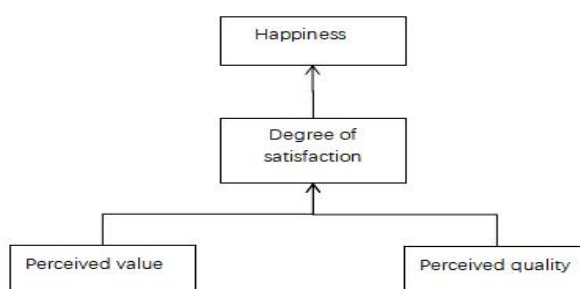 Happiness
Degree of
satisfaction
Perceived value
Perceived quality